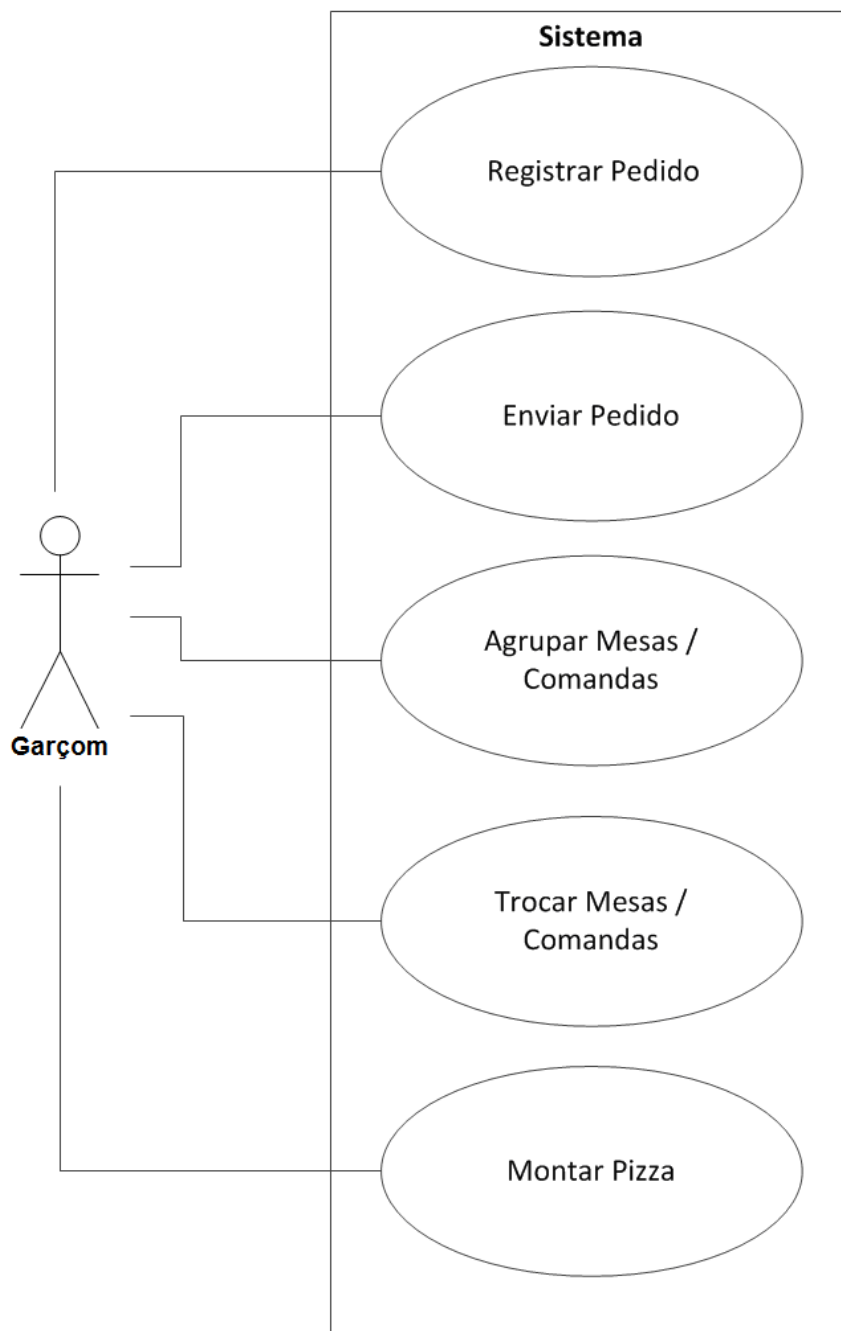 Sistema
Registrar Pedido
Enviar Pedido
Agrupar Mesas /
Comandas
Garçom
Trocar Mesas /
Comandas
Montar Pizza